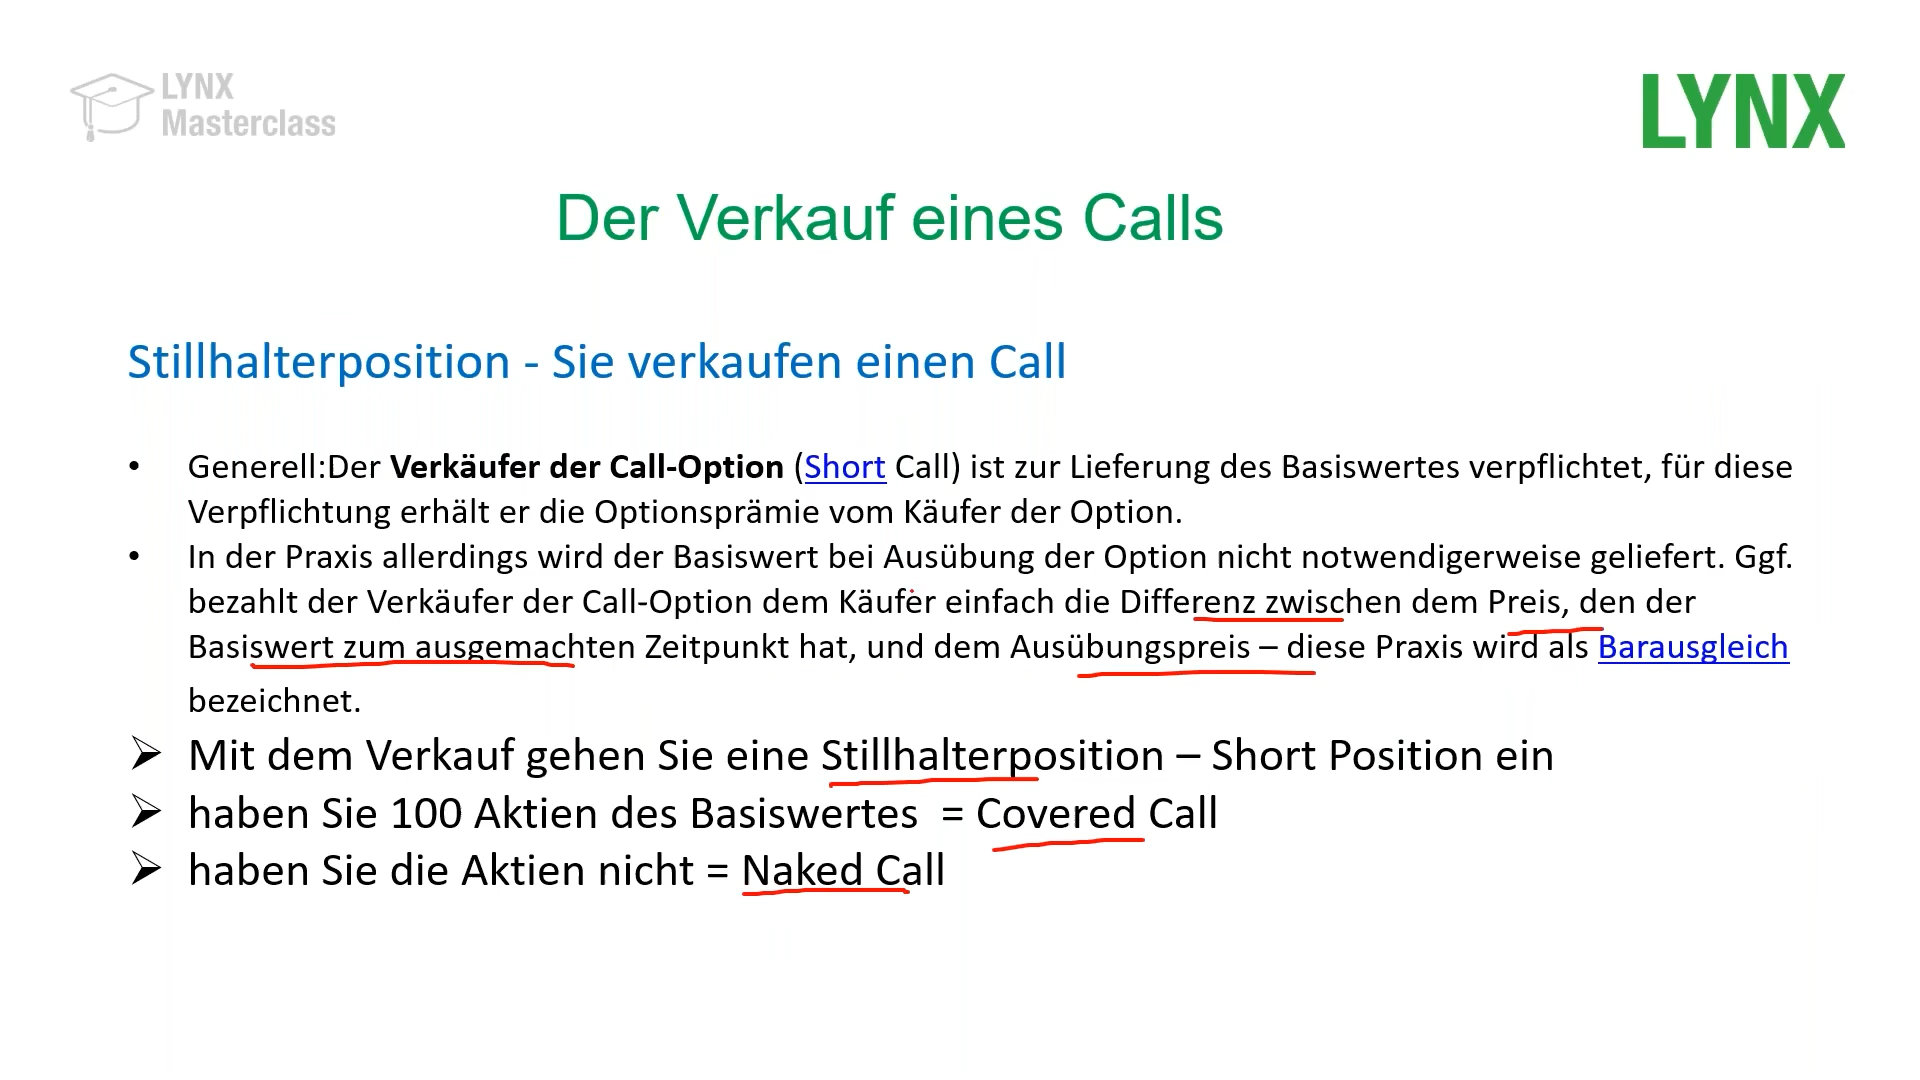 LYNX
Masterclass
LYNX
Der Verkauf eines Calls
Stillhalterposition - Sie verkaufen einen Call
• Generell:Der Verkäufer der Call-Option (Short Call) ist zur Lieferung des Basiswertes verpflichtet, für diese
Verpflichtung erhält er die Optionsprämie vom Käufer der Option.
• In der Praxis allerdings wird der Basiswert bei Ausübung der Option nicht notwendigerweise geliefert. Ggf.
bezahlt der Verkäufer der Call-Option dem Käufer einfach die Differenz zwischen dem Preis, den der
Basiswert zum ausgemachten Zeitpunkt hat, und dem Ausübungspreis – diese Praxis wird als Barausgleich
bezeichnet.
➢ Mit dem Verkauf gehen Sie eine Stillhalterposition – Short Position ein
➢ haben Sie 100 Aktien des Basiswertes = Covered Call
➢ haben Sie die Aktien nicht = Naked Call